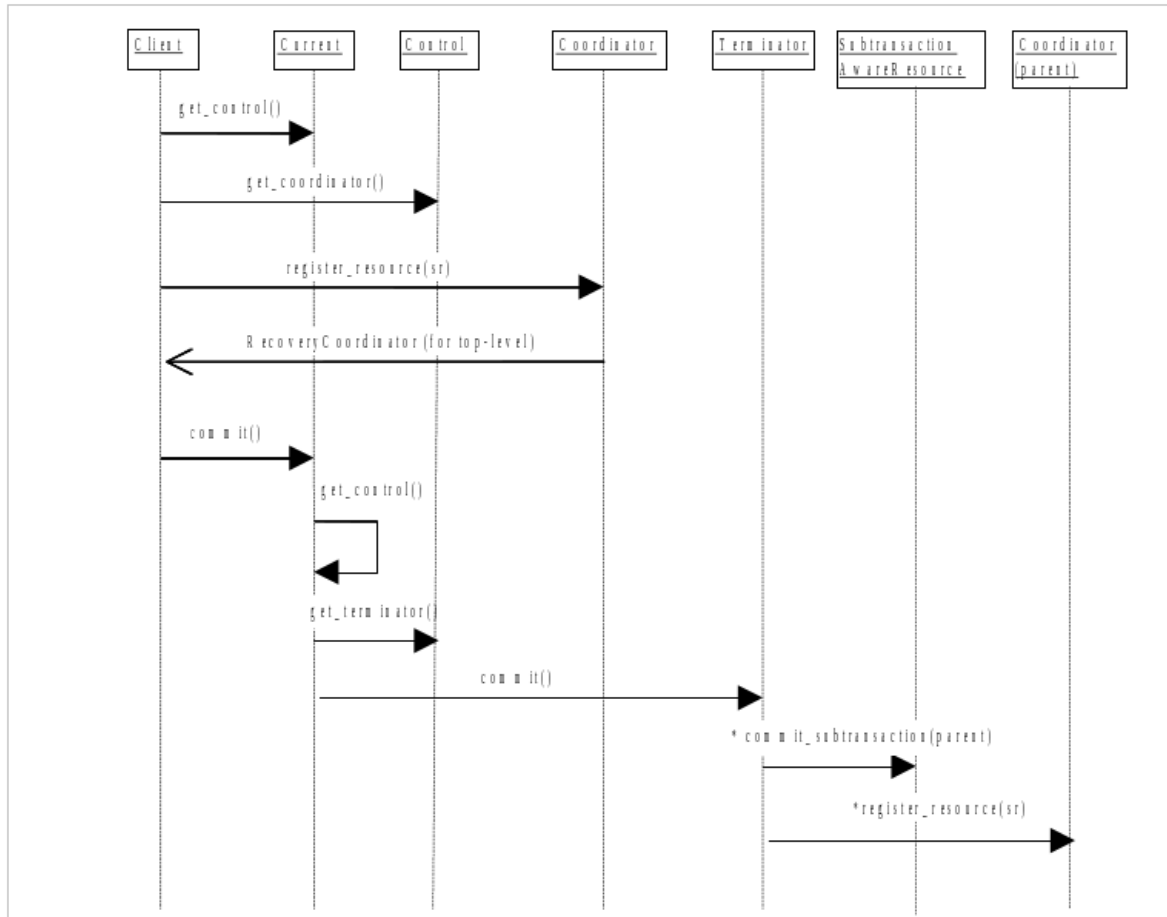 Client
Current
Control
Coordinator
Terminator
Subtransaction
AwareResource
Coordinator
(parent)
get_control()
get_coordinator()
register_resource(sr)
RecoveryCoordinator (for top-level)
commit()
get_control()
get_terminator()
commit()
* commit_subtransaction(parent)
*register_resource(sr)